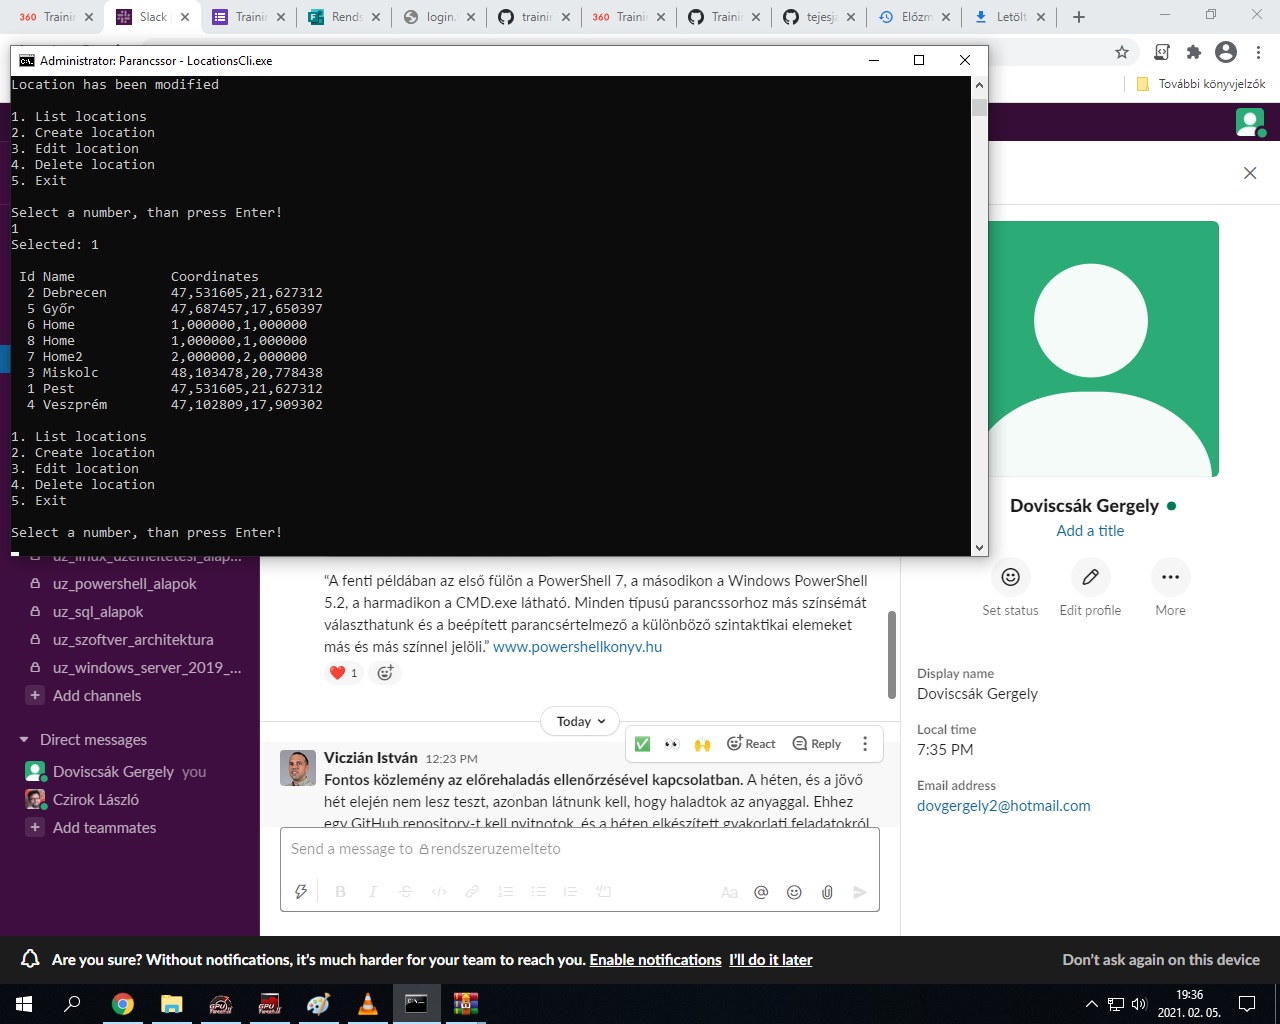 360 Trainin
Slack
Trainin
Rends
login.
trainin
360 Trainin
Trainin
tejesja
Előzm
Letölt
További könyvjelzők
Administrator: Parancssor - LocationsCli.exe
Location has been modified
1. List locations
2. Create location
3. Edit location
4. Delete location
5. Exit
Select a number, than press Enter!
1
Selected: 1
Id Name Coordinates
2 Debrecen 47,531605,21,627312
5 Győr 47,687457,17,650397
6 Home 1,000000,1,000000
8 Home 1,000000,1,000000
7 Home2 2,000000,2,000000
3 Miskolc 48,103478,20,778438
1 Pest 47,531605,21,627312
4 Veszprém 47,102809,17,909302
1. List locations
2. Create location
3. Edit location
4. Delete location
5. Exit
Select a number, than press Enter!
uz_linux_uzemeltetesi_alap...
uz_powershell_alapok
uz_sql_alapok
uz_szoftver_architektura
uz_windows_server_2019_...
+ Add channels
Direct messages
Doviscsák Gergely you
Czirok László
+ Add teammates
“A fenti példában az első fülön a PowerShell 7, a másodikon a Windows PowerShell
5.2, a harmadikon a CMD.exe látható. Minden típusú parancssorhoz más színsémát
választhatunk és a beépített parancsértelmező a különböző szintaktikai elemeket
más és más színnel jelöli.” www.powershellkonyv.hu
1
Today
React
Reply
Viczián István 12:23 PM
Fontos közlemény az előrehaladás ellenőrzésével kapcsolatban. A héten, és a jövő
hét elején nem lesz teszt, azonban látnunk kell, hogy haladtok az anyaggal. Ehhez
egy GitHub repository-t kell nyitnotok, és a héten elkészített gyakorlati feladatokról
Send a message to rendszeruzemelteto
B I S </> Aa @
Doviscsák Gergely
Add a title
Set status
Edit profile
More
Display name
Doviscsák Gergely
Local time
7:35 PM
Email address
dovgergely2@hotmail.com
Are you sure? Without notifications, it’s much harder for your team to reach you. Enable notifications I’ll do it later
Don’t ask again on this device
19:36
2021. 02. 05.